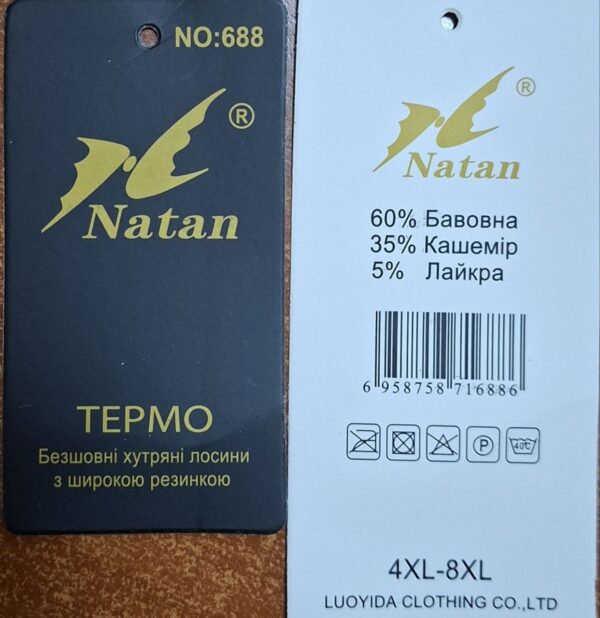 NO:688
®
Natan
ТЕРМО
Безшовні хутряні лосини
з широкою резинкою
®
Natan
60% Бавовна
35% Кашемір
5% Лайкра
6 958758 716886
P 40C
4XL-8XL
LUOYIDA CLOTHING CO.,LTD